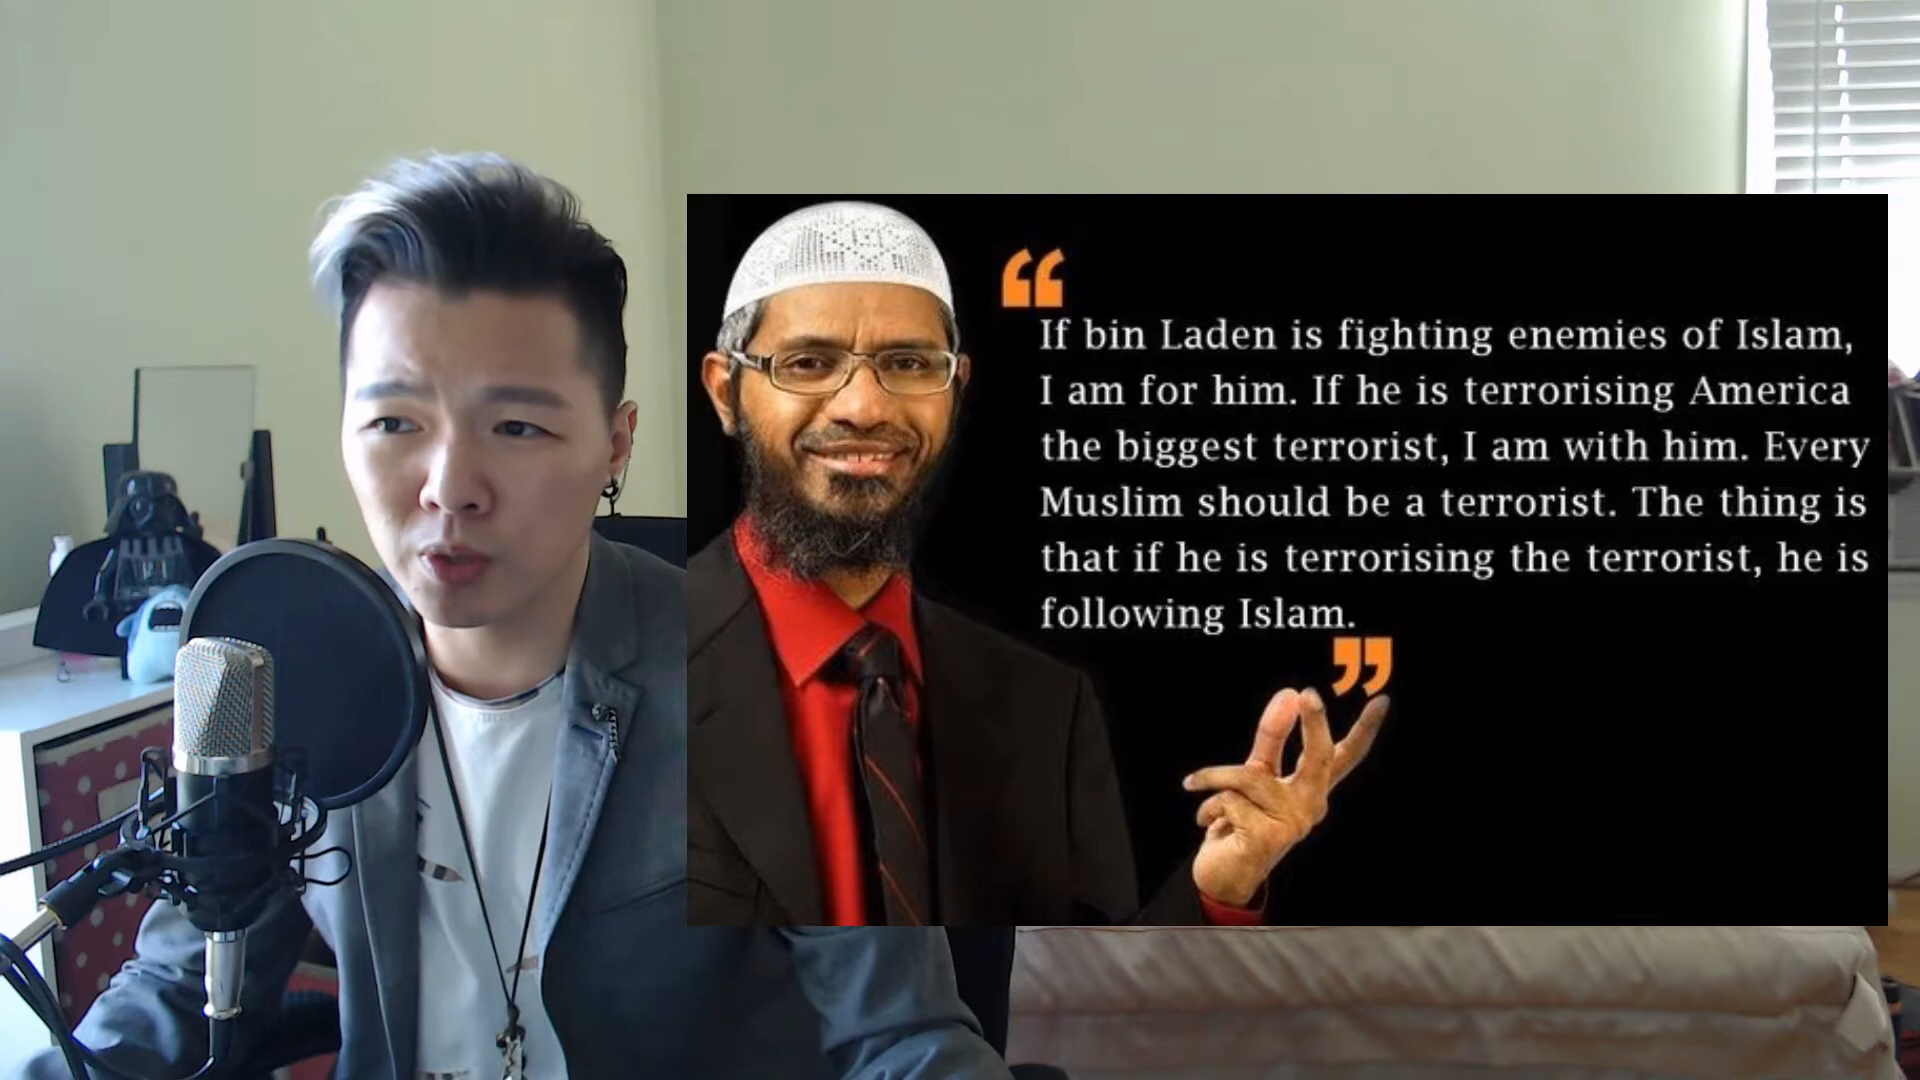 “
If bin Laden is fighting enemies of Islam,
I am for him. If he is terrorising America
the biggest terrorist, I am with him. Every
Muslim should be a terrorist. The thing is
that if he is terrorising the terrorist, he is
following Islam.
”